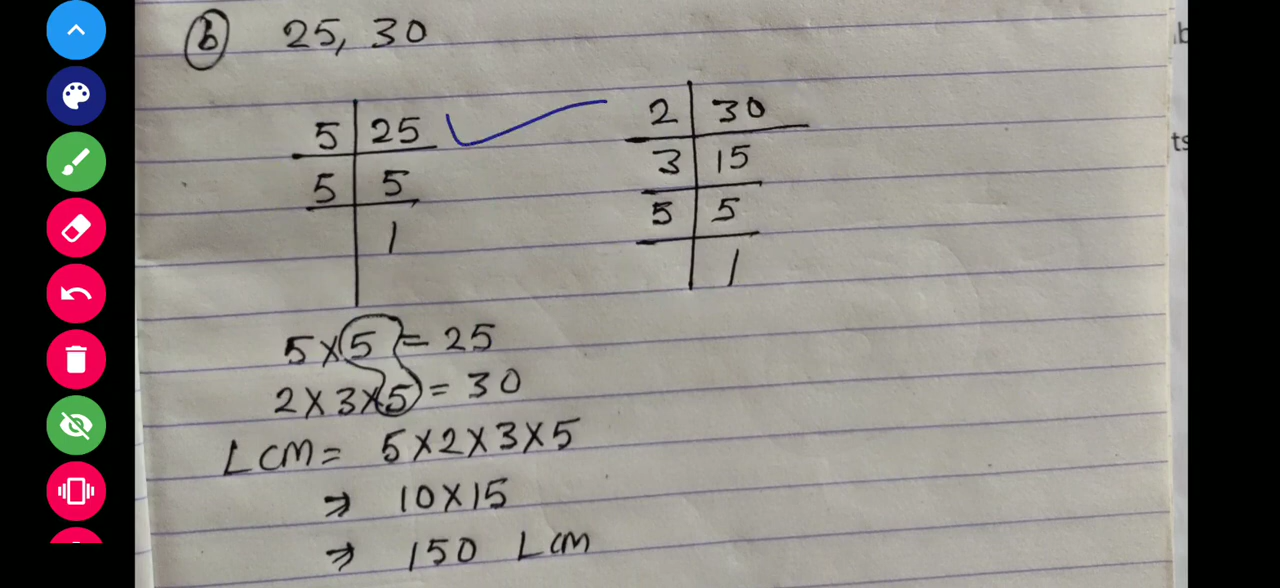 b 25, 30
5 | 25
5 | 5
1
2 | 30
3 | 15
5 | 5
1
5×5 = 25
2×3×5 = 30
LCM = 5×2×3×5
⇒ 10×15
⇒ 150 LCM